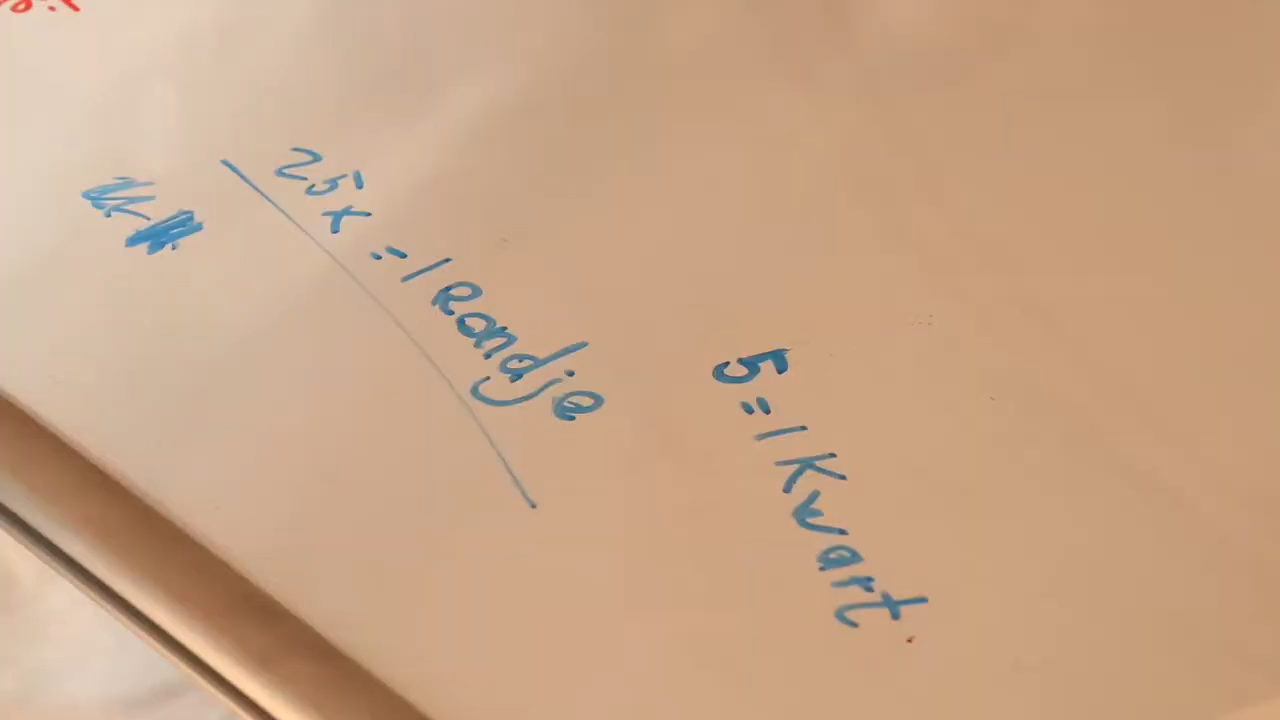 25x = 1 Rondje
5 = 1 Kwart